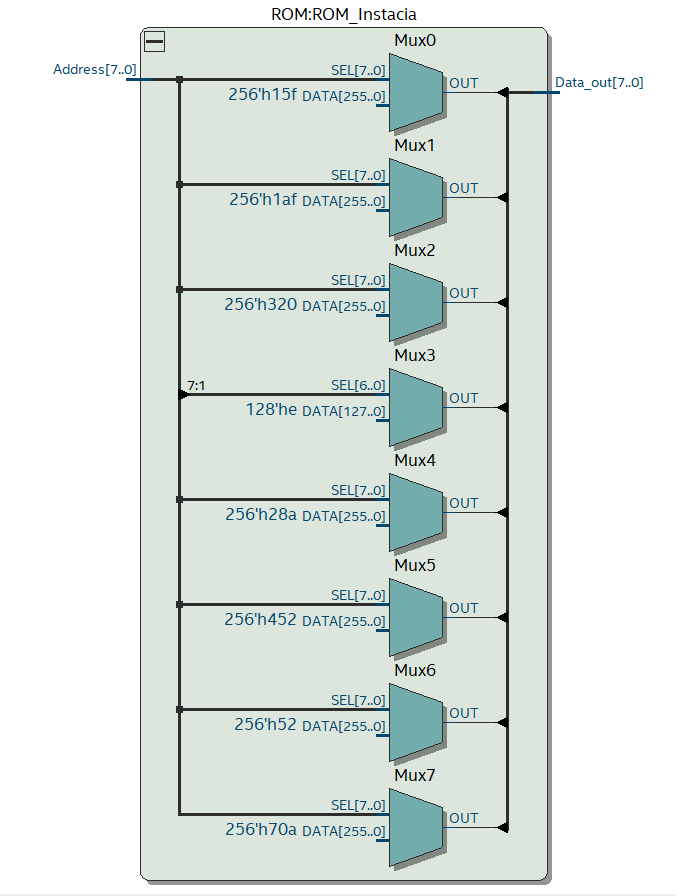 ROM:ROM_Instacia
Mux0
Address[7..0]
SEL[7..0]
OUT
Data_out[7..0]
256'h15f DATA[255..0]
Mux1
SEL[7..0]
OUT
256'h1af DATA[255..0]
Mux2
SEL[7..0]
OUT
256'h320 DATA[255..0]
Mux3
7:1
SEL[6..0]
OUT
128'he DATA[127..0]
Mux4
SEL[7..0]
OUT
256'h28a DATA[255..0]
Mux5
SEL[7..0]
OUT
256'h452 DATA[255..0]
Mux6
SEL[7..0]
OUT
256'h52 DATA[255..0]
Mux7
SEL[7..0]
OUT
256'h70a DATA[255..0]